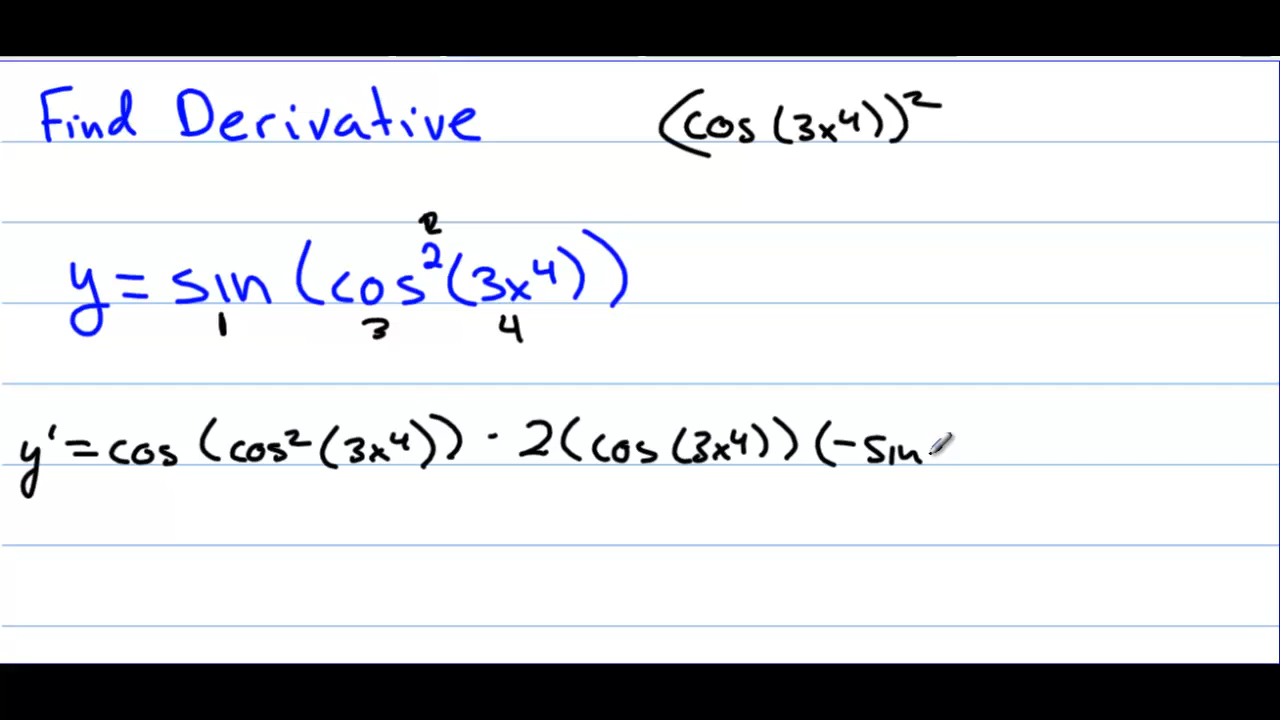 Find Derivative (cos(3x⁴))²
2
y = sin(cos²(3x⁴))
1 3 4
y' = cos(cos²(3x⁴)) · 2(cos(3x⁴))(-sin